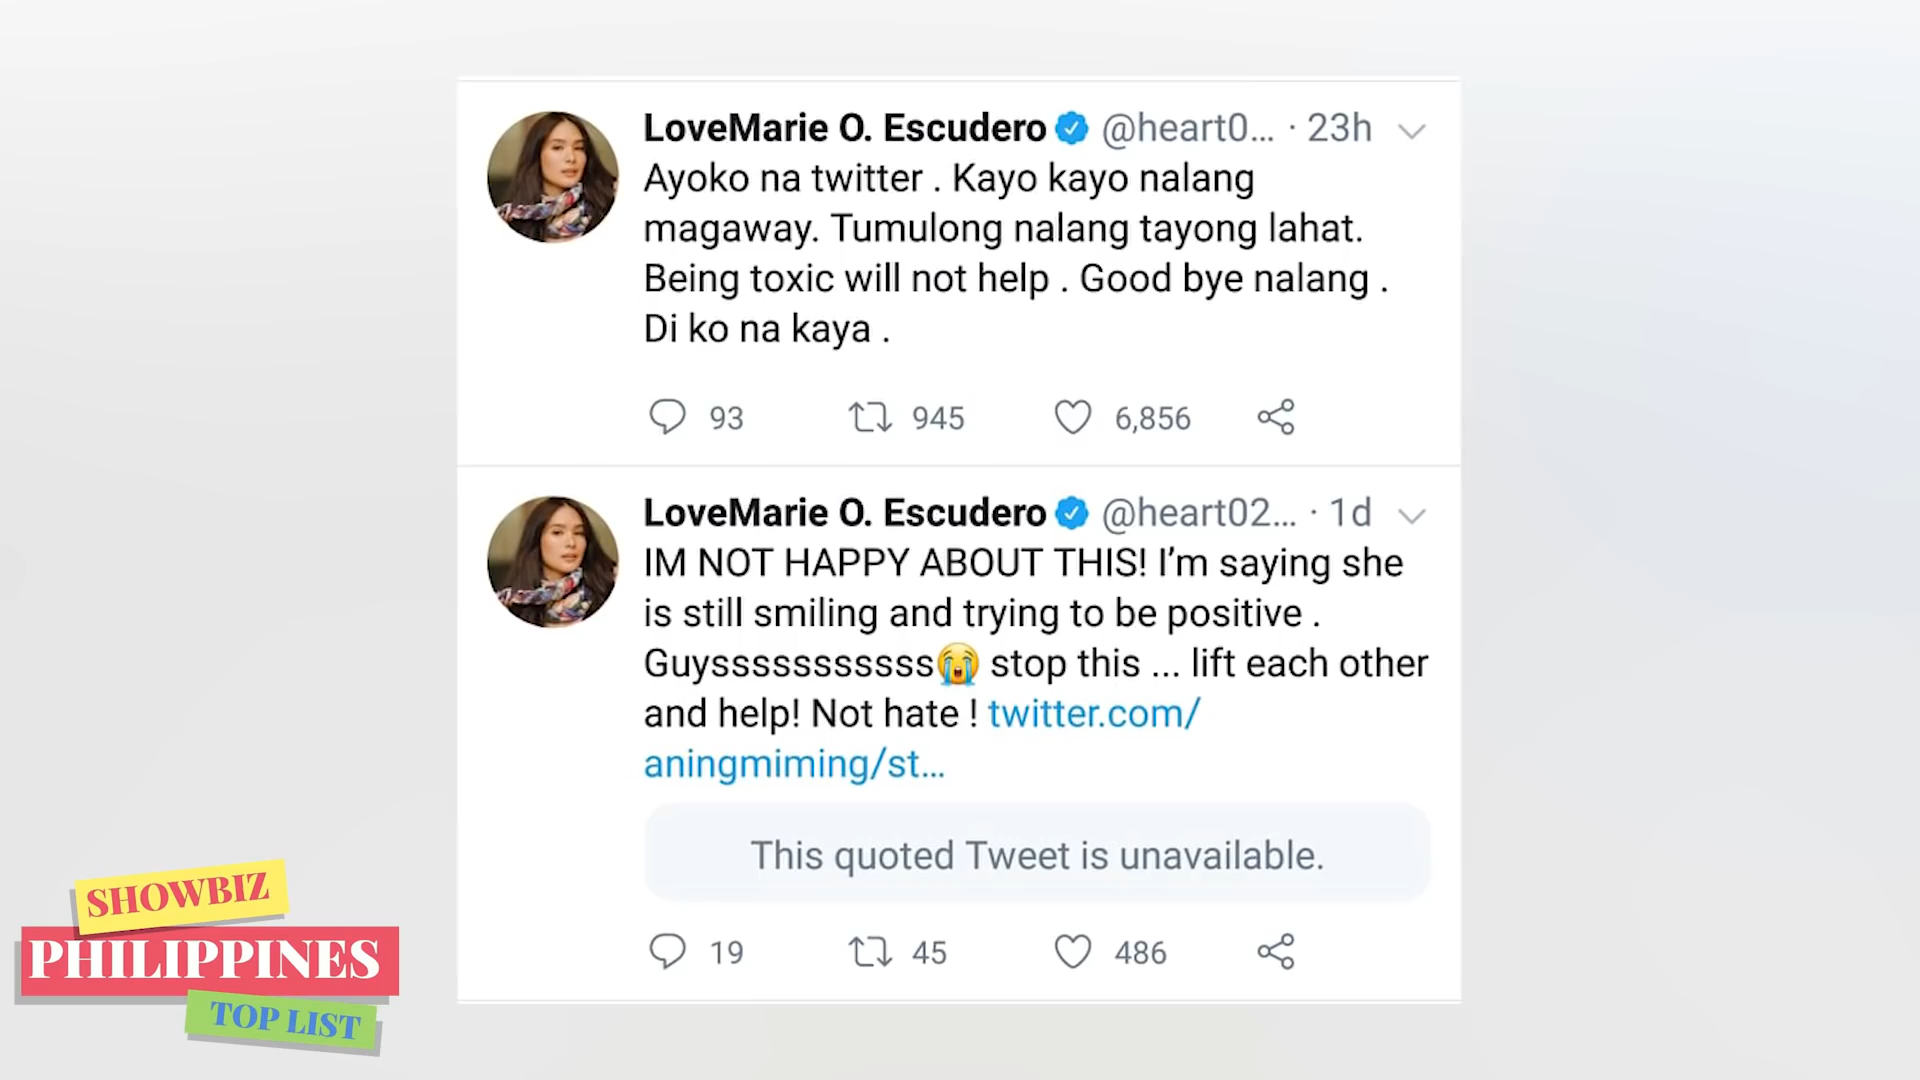 LoveMarie O. Escudero @heart0... · 23h
Ayoko na twitter . Kayo kayo nalang
magaway. Tumulong nalang tayong lahat.
Being toxic will not help . Good bye nalang .
Di ko na kaya .
93 945 6,856
LoveMarie O. Escudero @heart02... · 1d
IM NOT HAPPY ABOUT THIS! I’m saying she
is still smiling and trying to be positive .
Guysssssssssss😭 stop this ... lift each other
and help! Not hate ! twitter.com/
aningmiming/st...
This quoted Tweet is unavailable.
19 45 486
SHOWBIZ
PHILIPPINES
TOP LIST